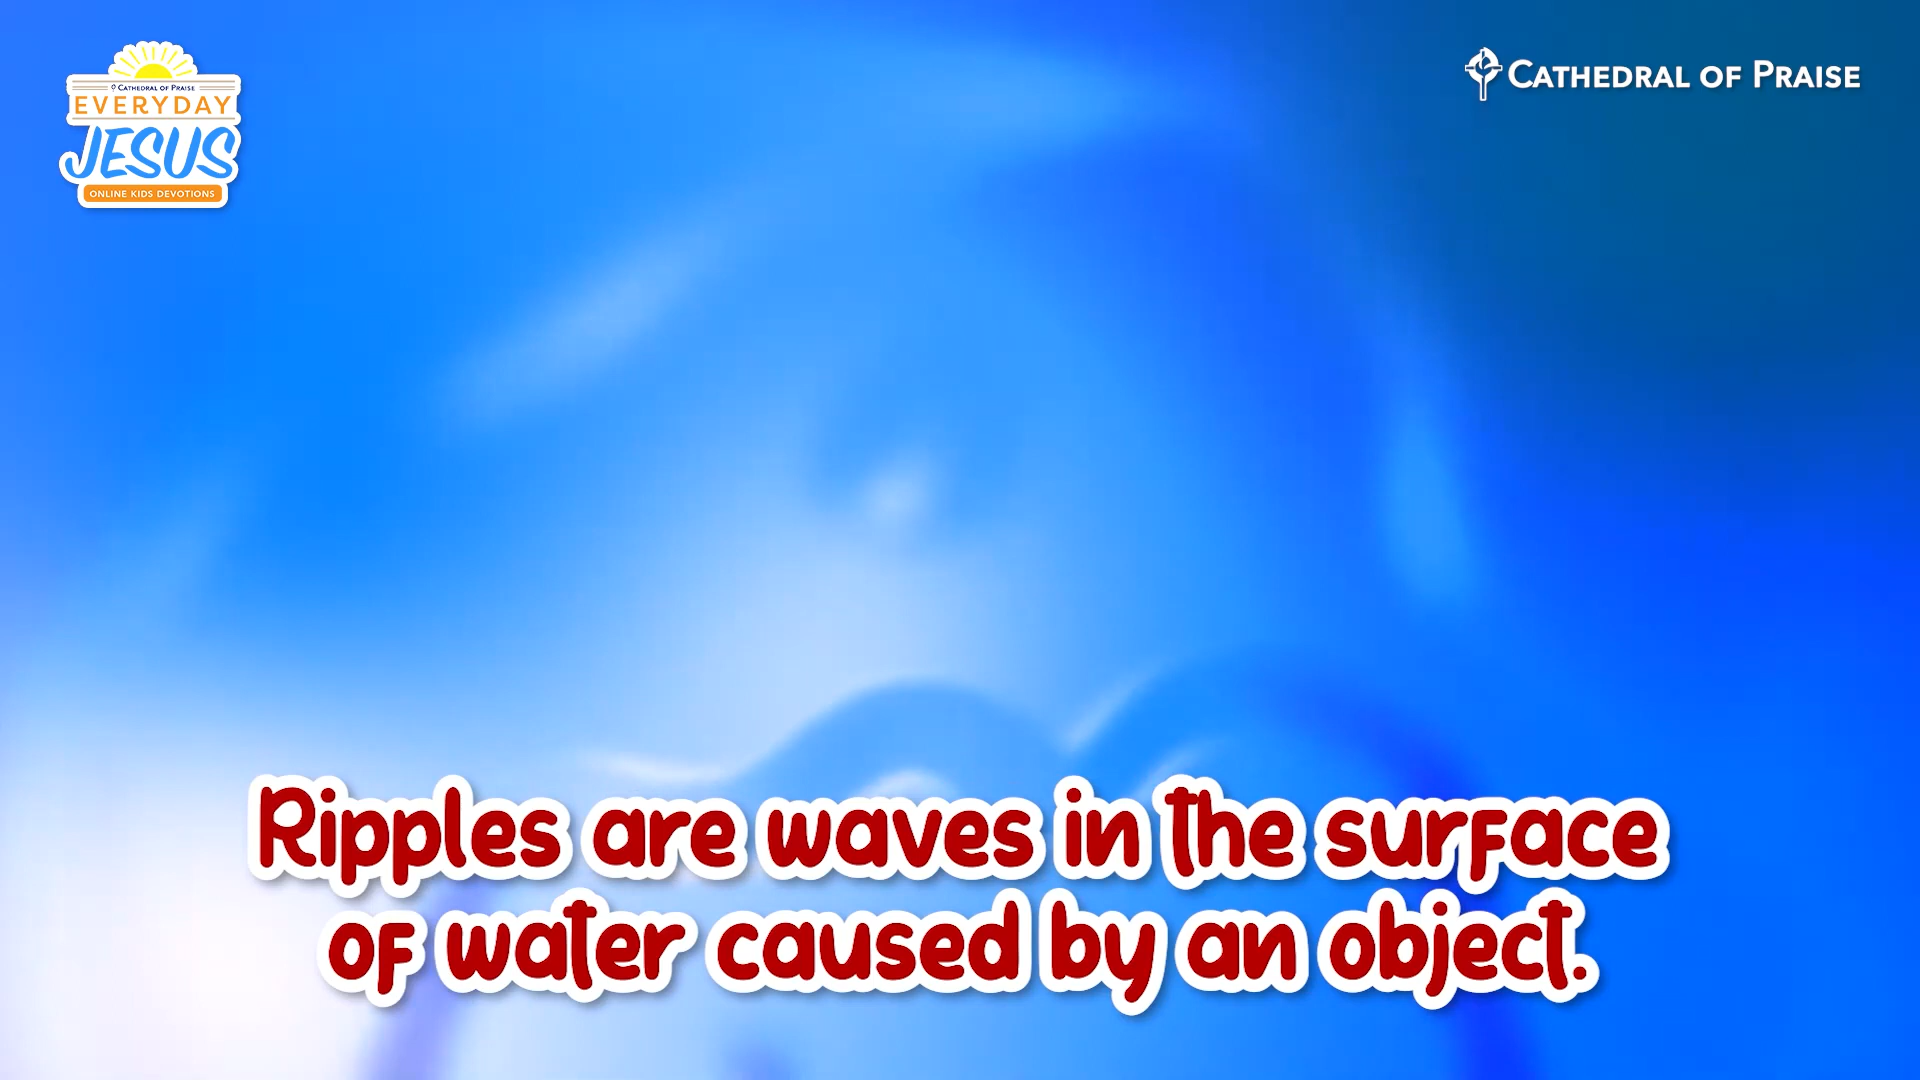 CATHEDRAL OF PRAISE
EVERYDAY
JESUS
ONLINE KIDS DEVOTIONS
CATHEDRAL OF PRAISE
Ripples are waves in the surface
of water caused by an object.